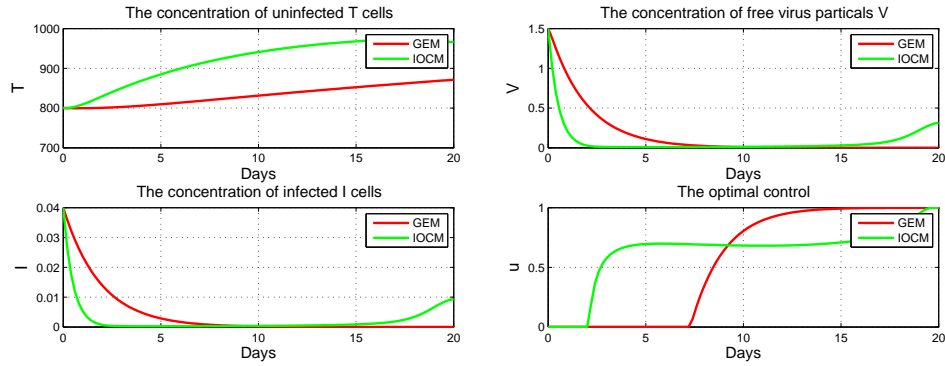 The concentration of uninfected T cells
1000
900
800
700
T
GEM
IOCM
0
5
10
15
20
Days
The concentration of free virus particals V
1.5
1
0.5
0
V
GEM
IOCM
0
5
10
15
20
Days
The concentration of infected I cells
0.04
0.03
0.02
0.01
0
I
GEM
IOCM
0
5
10
15
20
Days
The optimal control
1
0.5
0
u
GEM
IOCM
0
5
10
15
20
Days